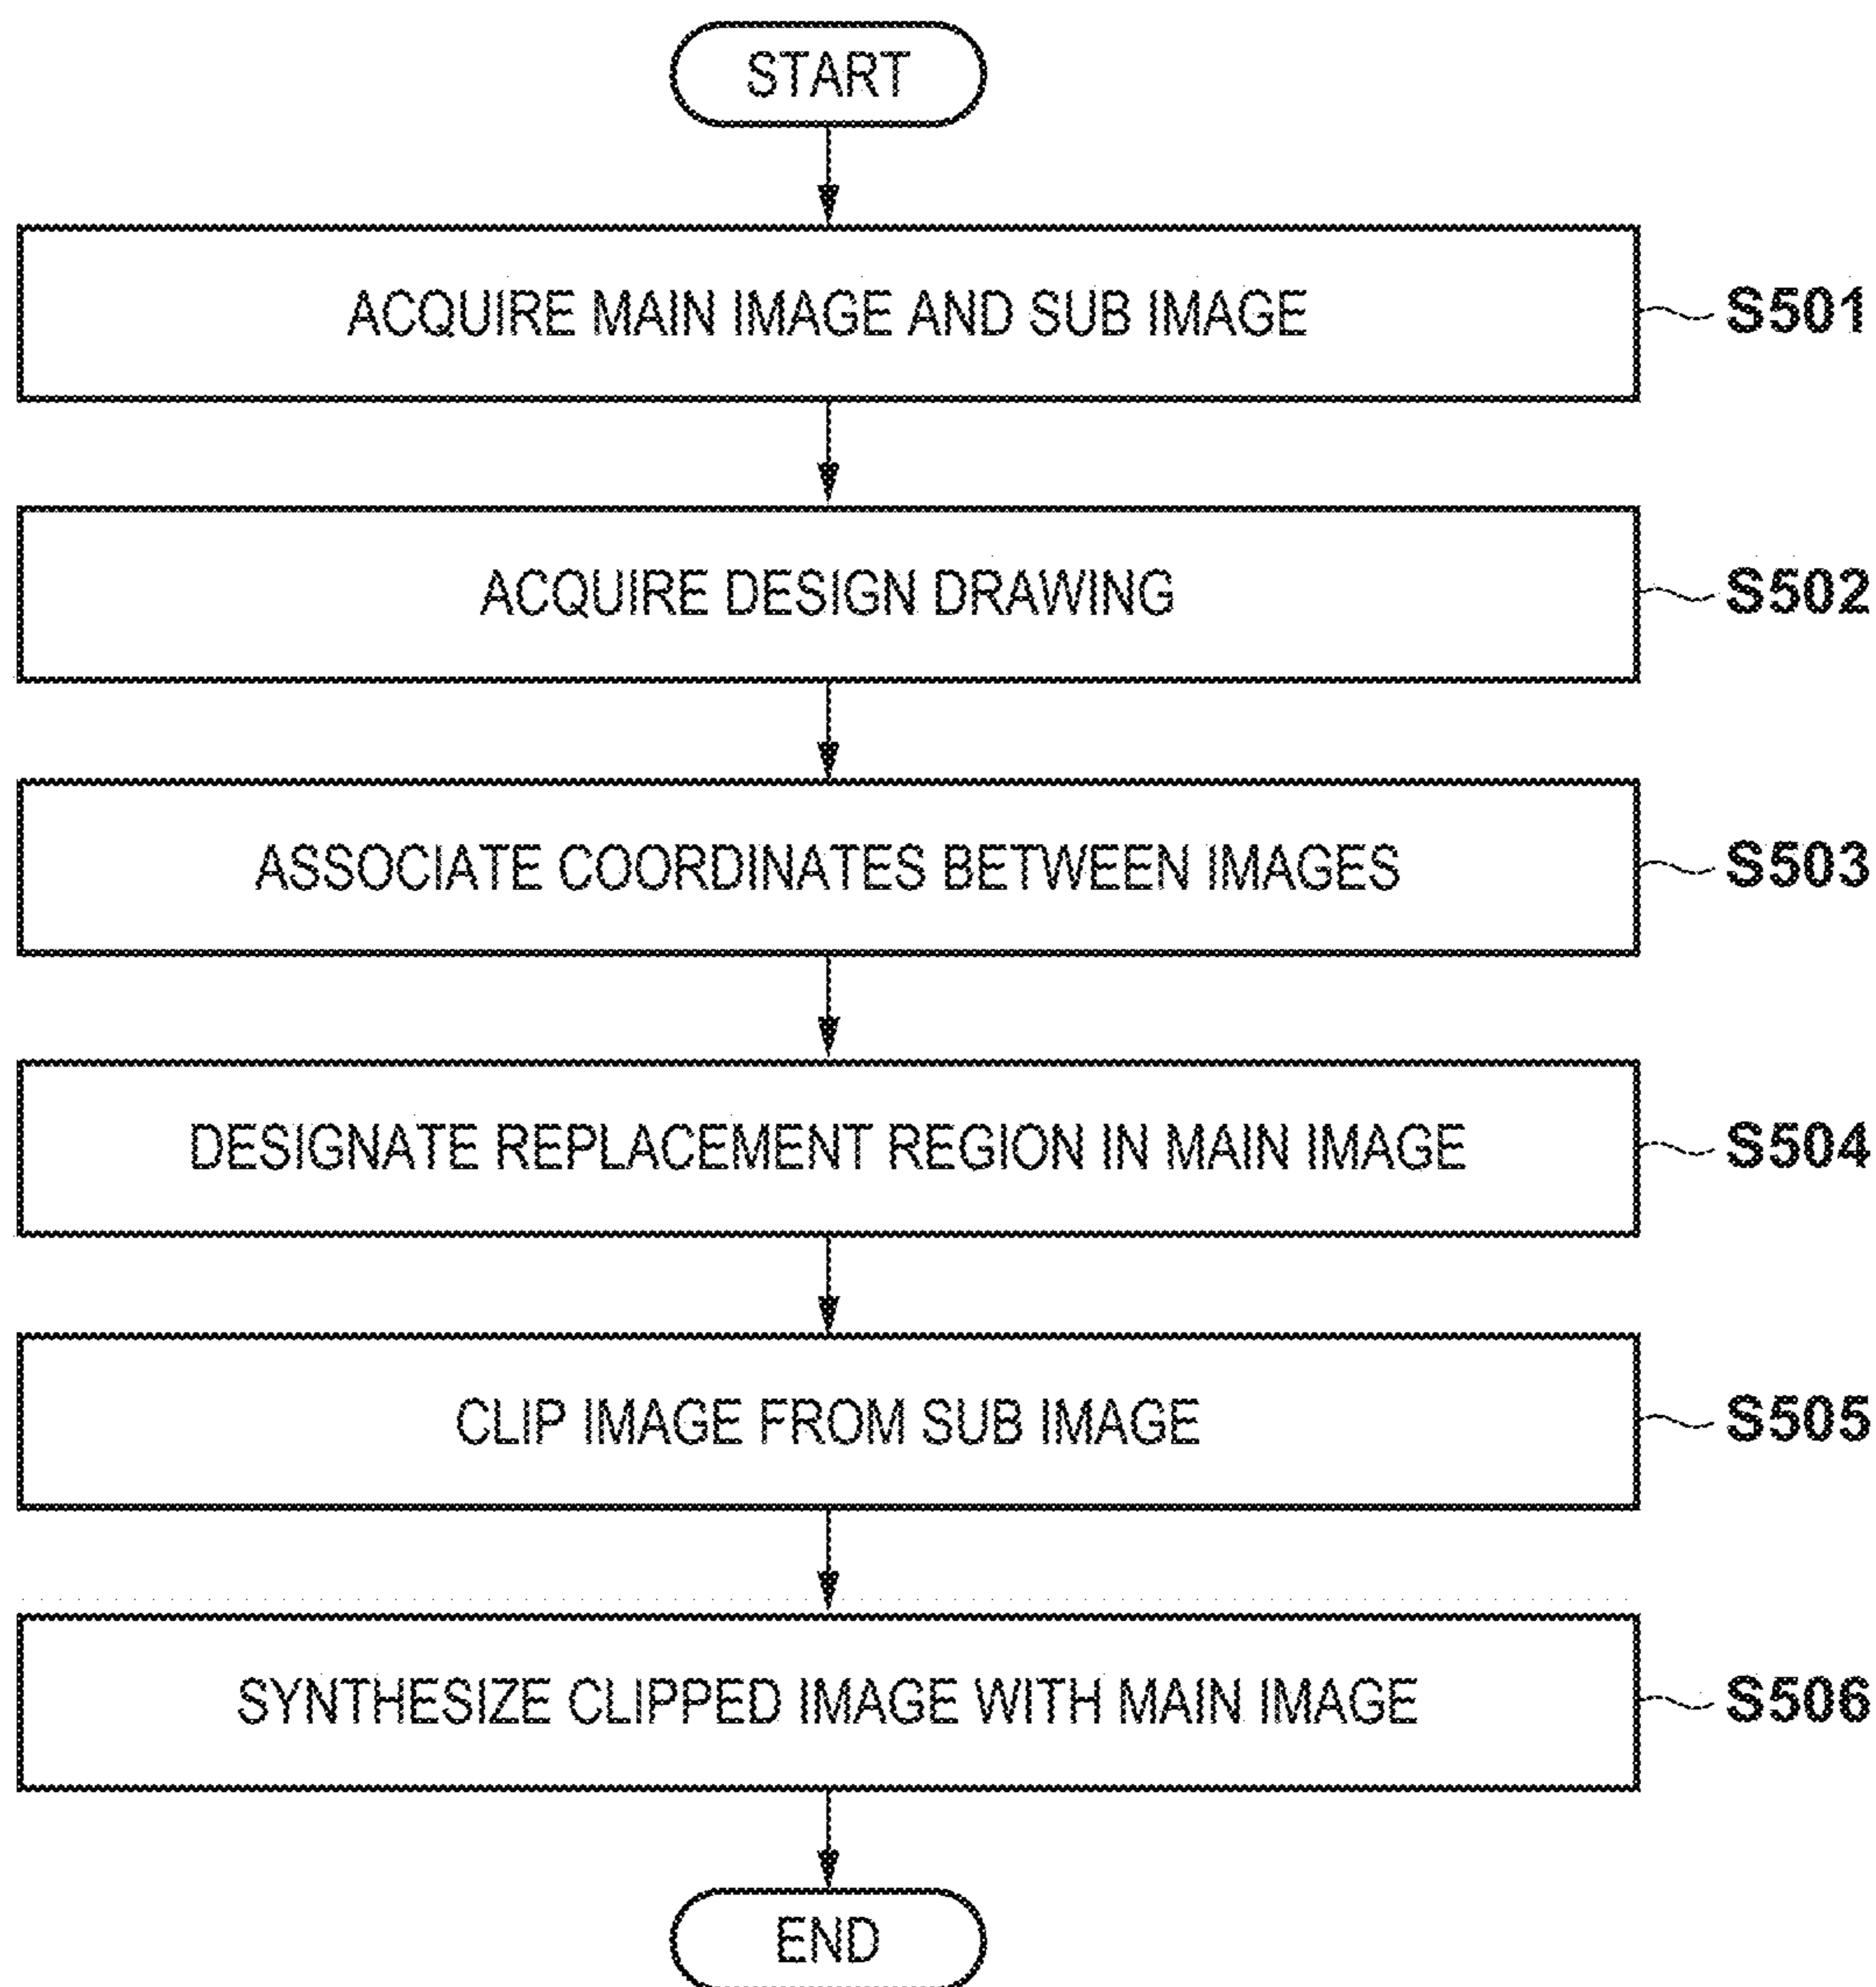 START
ACQUIRE MAIN IMAGE AND SUB IMAGE
S501
ACQUIRE DESIGN DRAWING
S502
ASSOCIATE COORDINATES BETWEEN IMAGES
S503
DESIGNATE REPLACEMENT REGION IN MAIN IMAGE
S504
CLIP IMAGE FROM SUB IMAGE
S505
SYNTHESIZE CLIPPED IMAGE WITH MAIN IMAGE
S506
END